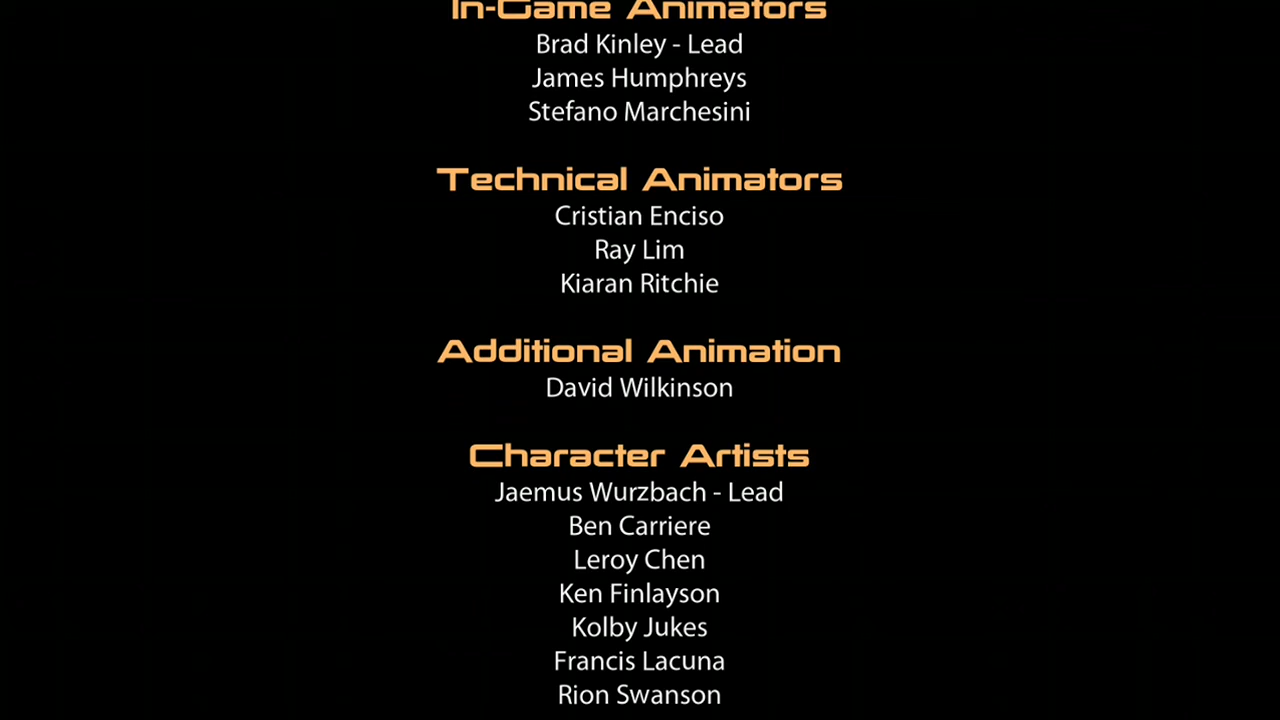 In-Game Animators
Brad Kinley - Lead
James Humphreys
Stefano Marchesini
Technical Animators
Cristian Enciso
Ray Lim
Kiaran Ritchie
Additional Animation
David Wilkinson
Character Artists
Jaemus Wurzbach - Lead
Ben Carriere
Leroy Chen
Ken Finlayson
Kolby Jukes
Francis Lacuna
Rion Swanson